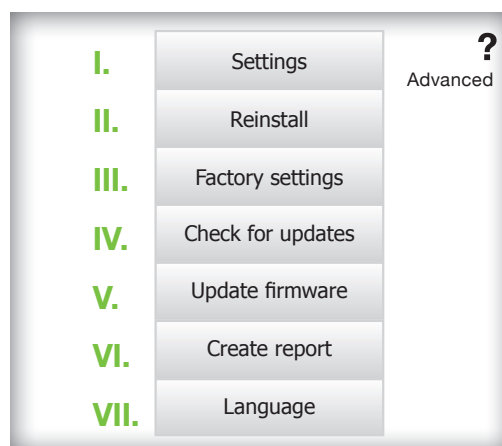 ?
Advanced
I. Settings
II. Reinstall
III. Factory settings
IV. Check for updates
V. Update firmware
VI. Create report
VII. Language